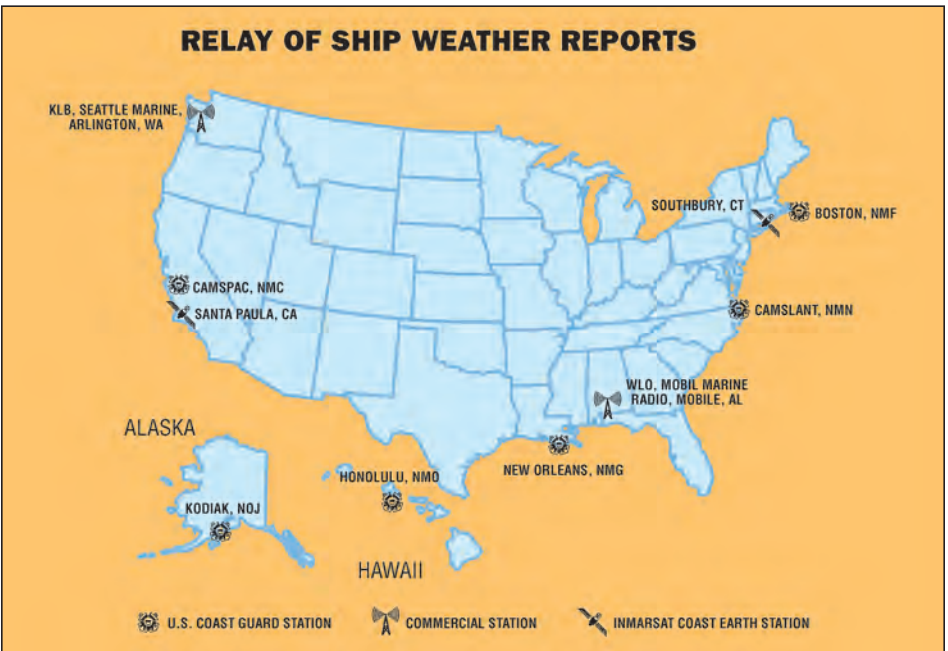 RELAY OF SHIP WEATHER REPORTS
KLB, SEATTLE MARINE,
ARLINGTON, WA
SOUTHBURY, CT
BOSTON, NMF
CAMSPAC, NMC
SANTA PAULA, CA
CAMSLANT, NMN
WLO, MOBIL MARINE
RADIO, MOBILE, AL
ALASKA
NEW ORLEANS, NMG
HONOLULU, NMO
KODIAK, NOJ
HAWAII
U.S. COAST GUARD STATION
COMMERCIAL STATION
INMARSAT COAST EARTH STATION